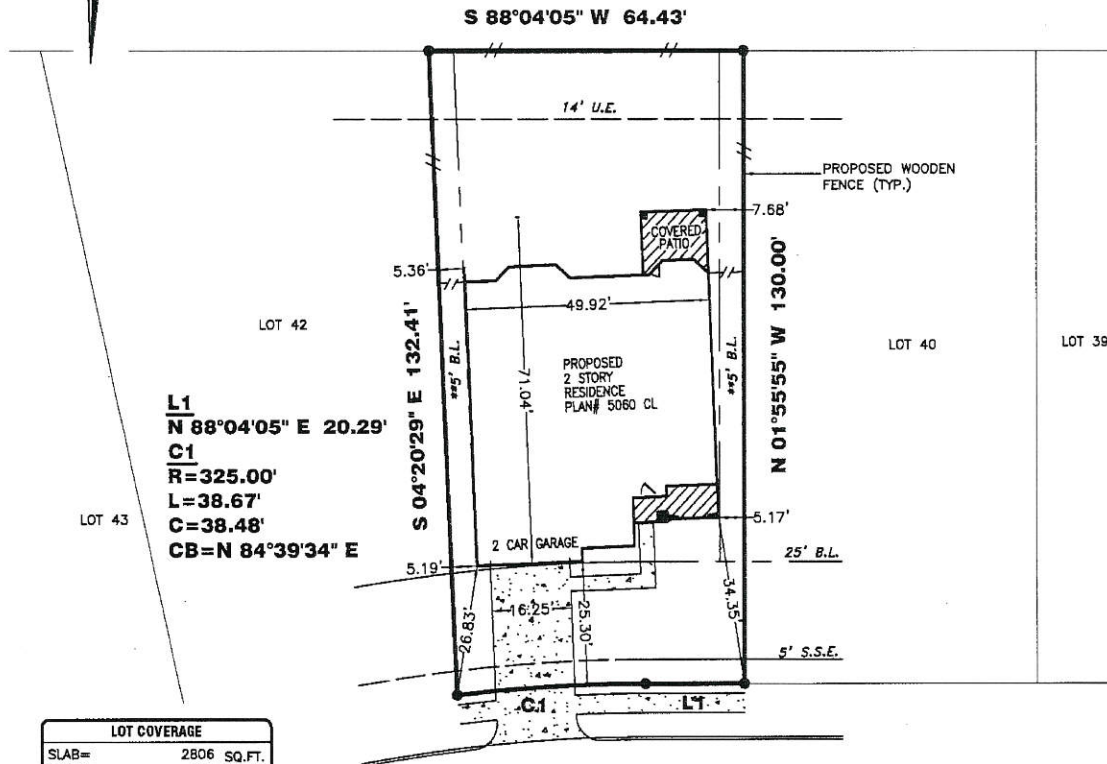 S 88°04'05" W 64.43'
14' U.E.
PROPOSED WOODEN
FENCE (TYP.)
7.68'
COVERED
PATIO
5.36'
49.92'
LOT 42
LOT 40
LOT 39
**5' B.L.
**5' B.L.
S 04°20'29" E 132.41'
N 01°55'55" W 130.00'
71.04'
PROPOSED
2 STORY
RESIDENCE
PLAN# 5060 CL
L1
N 88°04'05" E 20.29'
C1
R=325.00'
L=38.67'
C=38.48'
CB=N 84°39'34" E
LOT 43
5.17'
2 CAR GARAGE
25' B.L.
5.19'
16.25'
26.83'
25.30'
34.35'
5' S.S.E.
C1
L1
LOT COVERAGE
SLAB= 2806 SQ.FT.